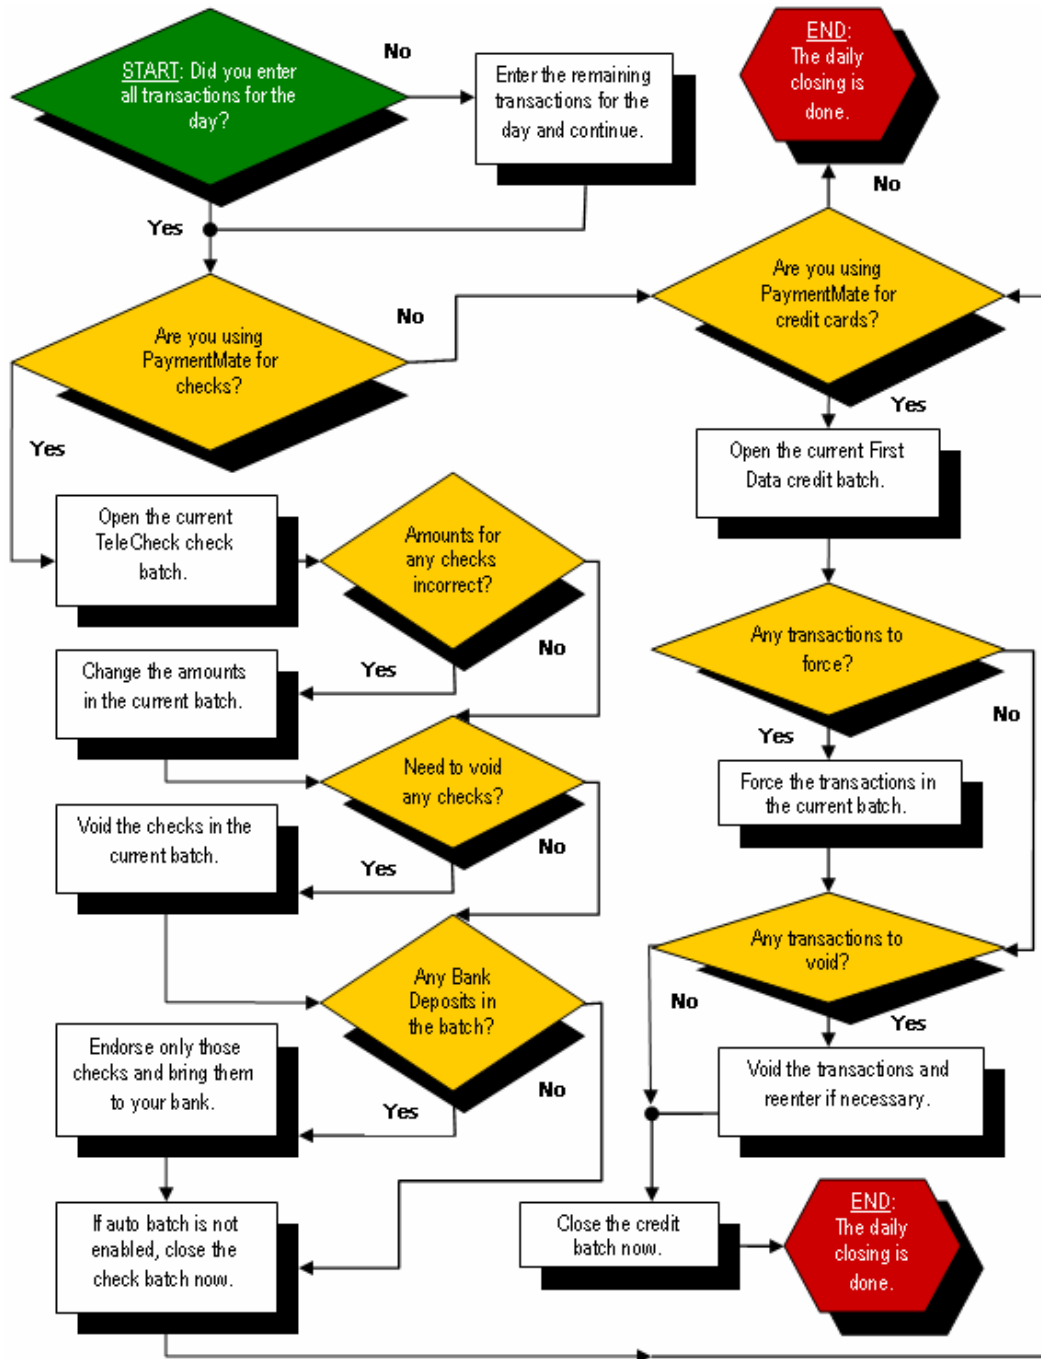 START: Did you enter
all transactions for the
day?
No
Enter the remaining
transactions for the
day and continue.
END:
The daily
closing is
done.
No
Yes
Are you using
PaymentMate for
checks?
No
Are you using
PaymentMate for
credit cards?
Yes
Yes
Open the current First
Data credit batch.
Open the current
TeleCheck check
batch.
Amounts for
any checks
incorrect?
No
Yes
Change the amounts
in the current batch.
Any transactions to
force?
No
Yes
Need to void
any checks?
Force the transactions in
the current batch.
Void the checks in the
current batch.
No
Yes
Any transactions to
void?
No
Yes
Any Bank
Deposits in
the batch?
Endorse only those
checks and bring them
to your bank.
No
Yes
Void the transactions and
reenter if necessary.
If auto batch is not
enabled, close the
check batch now.
Close the credit
batch now.
END:
The daily
closing is
done.